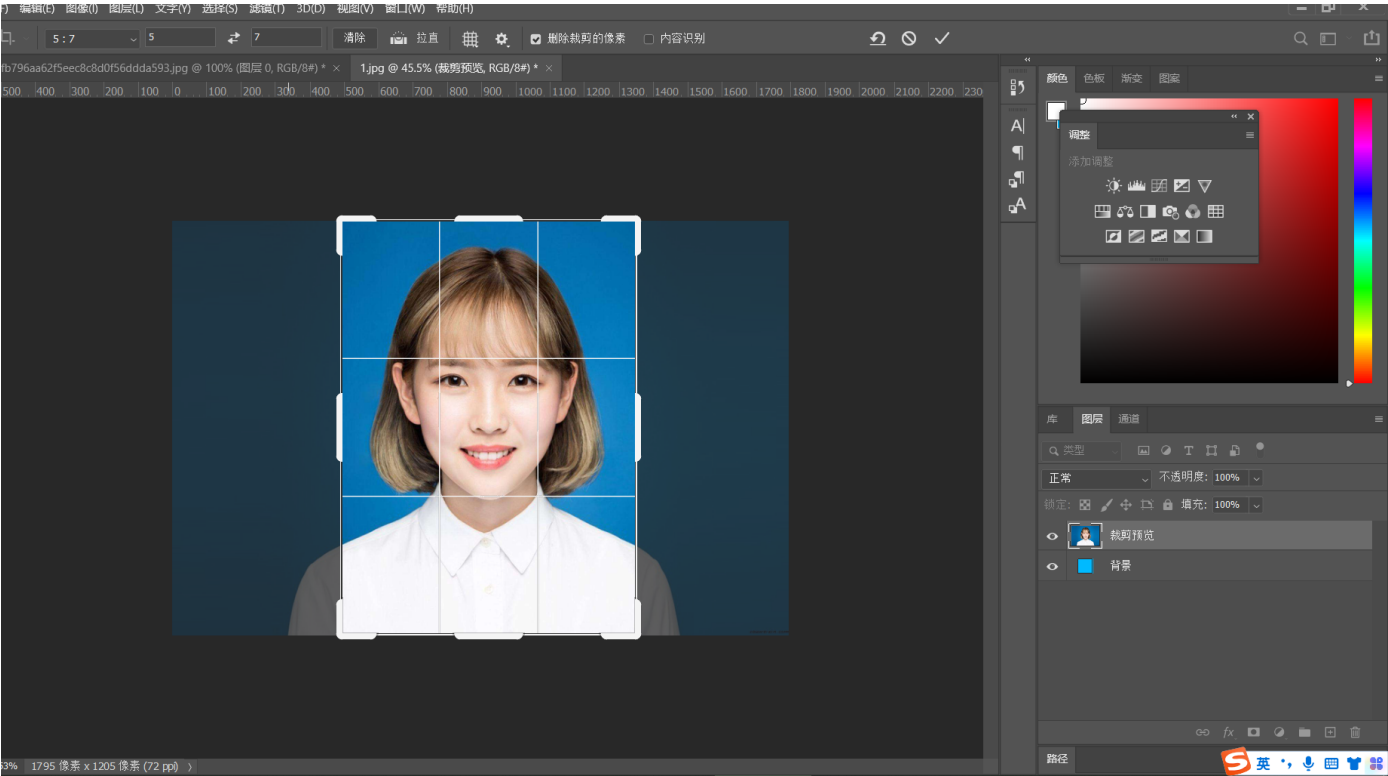 编辑(E) 图像(I) 图层(L) 文字(Y) 选择(S) 滤镜(T) 3D(D) 视图(V) 窗口(W) 帮助(H)
5 : 7 5 7 清除 拉直 删除裁剪的像素 内容识别
fb796aa62f5eec8c8d0f56ddda593.jpg @ 100% (图层 0, RGB/8#) * × 1.jpg @ 45.5% (裁剪预览, RGB/8#) * ×
500 400 300 200 100 0 100 200 300 400 500 600 700 800 900 1000 1100 1200 1300 1400 1500 1600 1700 1800 1900 2000 2100 2200 230
颜色 色板 渐变 图案
调整
添加调整
库 图层 通道
类型
正常 不透明度: 100%
锁定: 填充: 100%
裁剪预览
背景
fx
路径
1795 像素 x 1205 像素 (72 ppi)
英